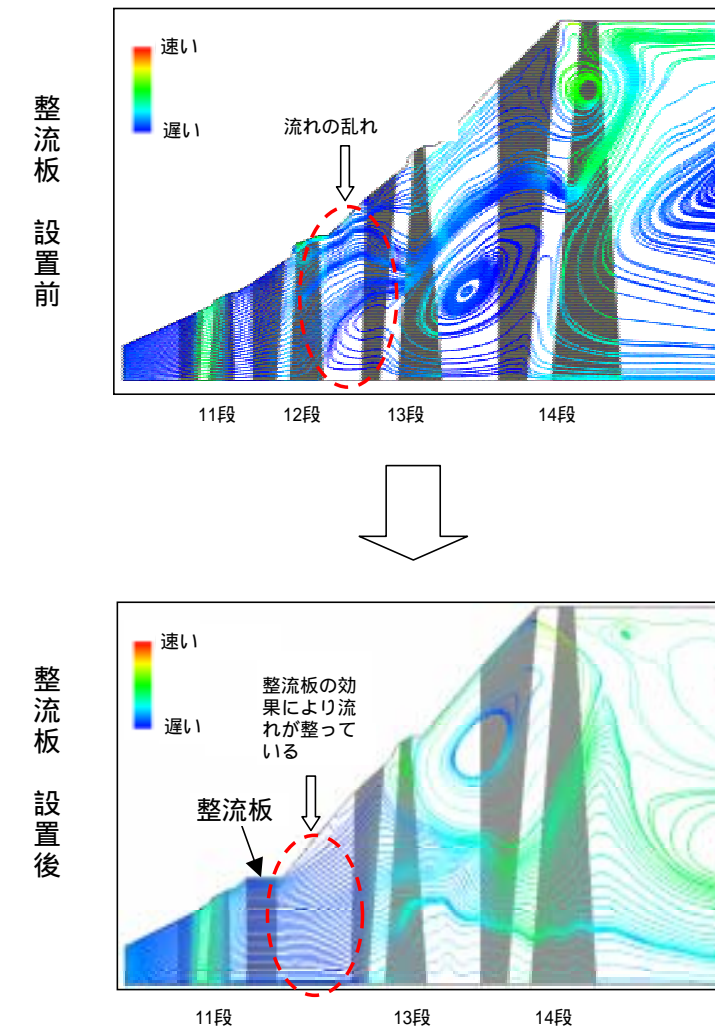 整流板 設置前
速い
遅い
流れの乱れ
11段 12段 13段 14段
整流板 設置後
速い
遅い
整流板の効
果により流
れが整って
いる
整流板
11段 13段 14段